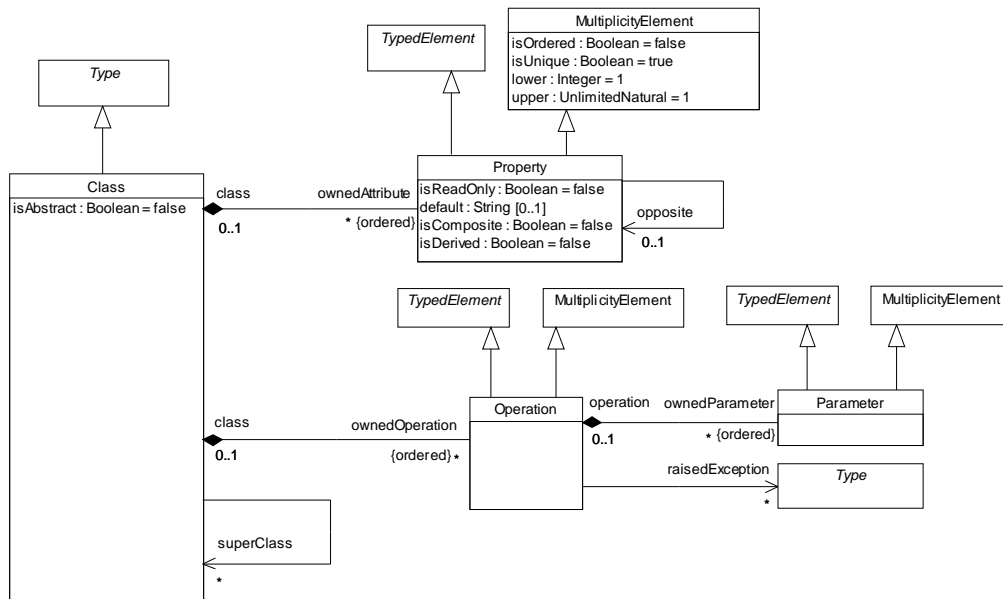 MultiplicityElement
isOrdered : Boolean = false
isUnique : Boolean = true
lower : Integer = 1
upper : UnlimitedNatural = 1
TypedElement
Type
Class
isAbstract : Boolean = false
class
0..1
ownedAttribute
* {ordered}
Property
isReadOnly : Boolean = false
default : String [0..1]
isComposite : Boolean = false
isDerived : Boolean = false
opposite
0..1
TypedElement
MultiplicityElement
TypedElement
MultiplicityElement
class
0..1
ownedOperation
{ordered} *
Operation
operation
0..1
ownedParameter
* {ordered}
Parameter
raisedException
*
Type
superClass
*